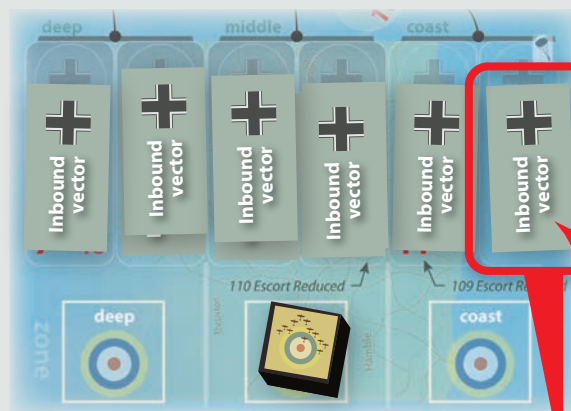 deep
middle
coast
Inbound
vector
Inbound
vector
Inbound
vector
Inbound
vector
Inbound
vector
Inbound
vector
110 Escort Reduced
109 Escort Re
zone
deep
Hamble
coast